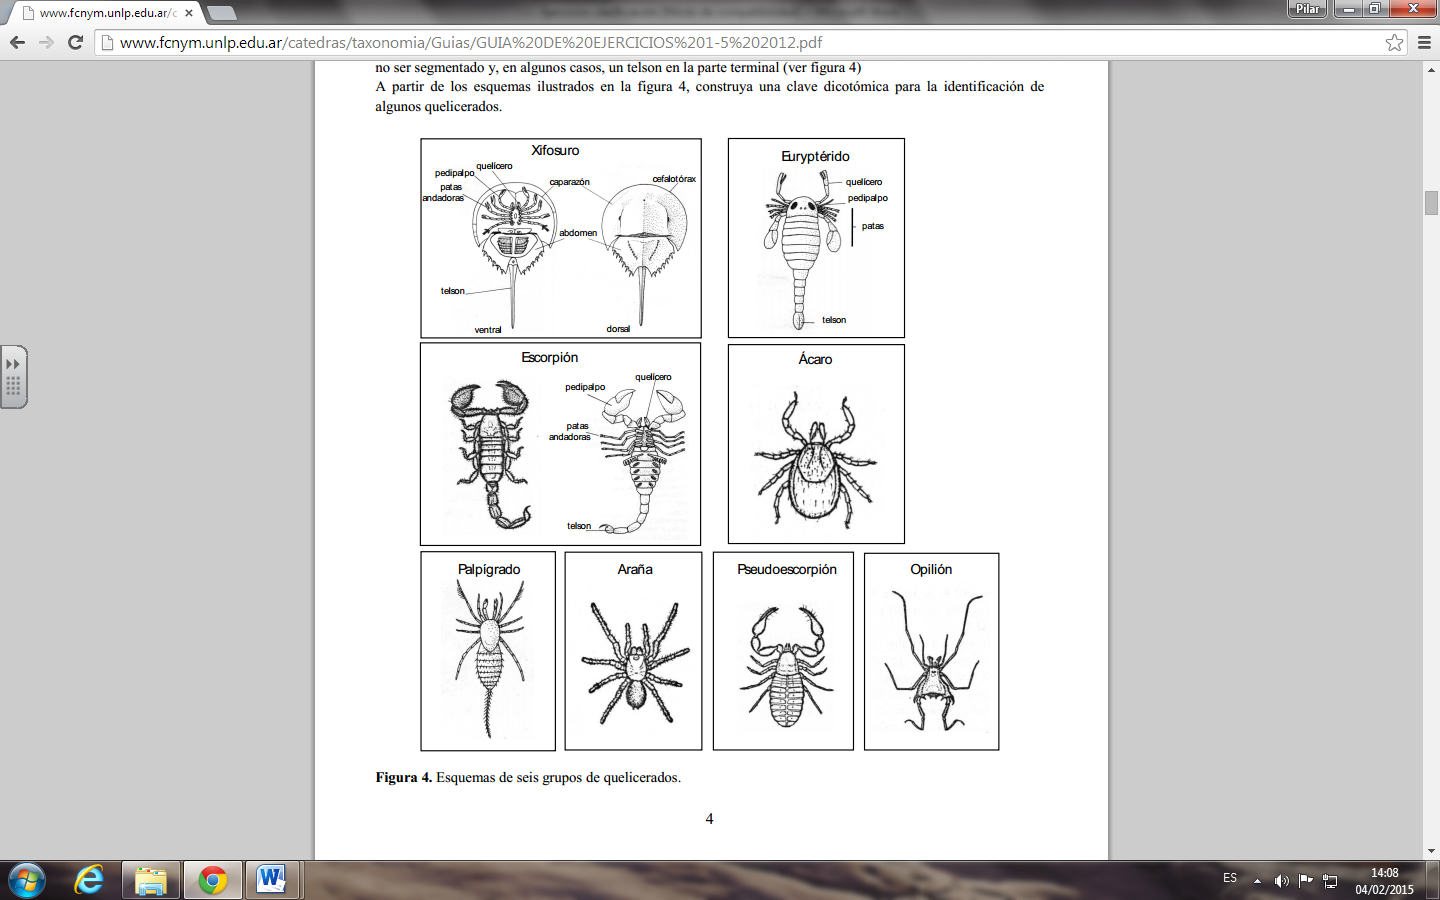 www.fcnym.unlp.edu.ar/c
Pilar
www.fcnym.unlp.edu.ar/catedras/taxonomia/Guias/GUIA%20DE%20EJERCICIOS%201-5%202012.pdf
no ser segmentado y, en algunos casos, un telson en la parte terminal (ver figura 4)
A partir de los esquemas ilustrados en la figura 4, construya una clave dicotómica para la identificación de
algunos quelicerados.
Xifosuro
quelícero
pedipalpo
patas
andadoras
caparazón
cefalotórax
abdomen
telson
ventral
dorsal
Euryptérido
quelícero
pedipalpo
patas
telson
Escorpión
quelícero
pedipalpo
patas
andadoras
telson
Ácaro
Palpígrado
Araña
Pseudoescorpión
Opilión
Figura 4. Esquemas de seis grupos de quelicerados.
4
ES
14:08
04/02/2015